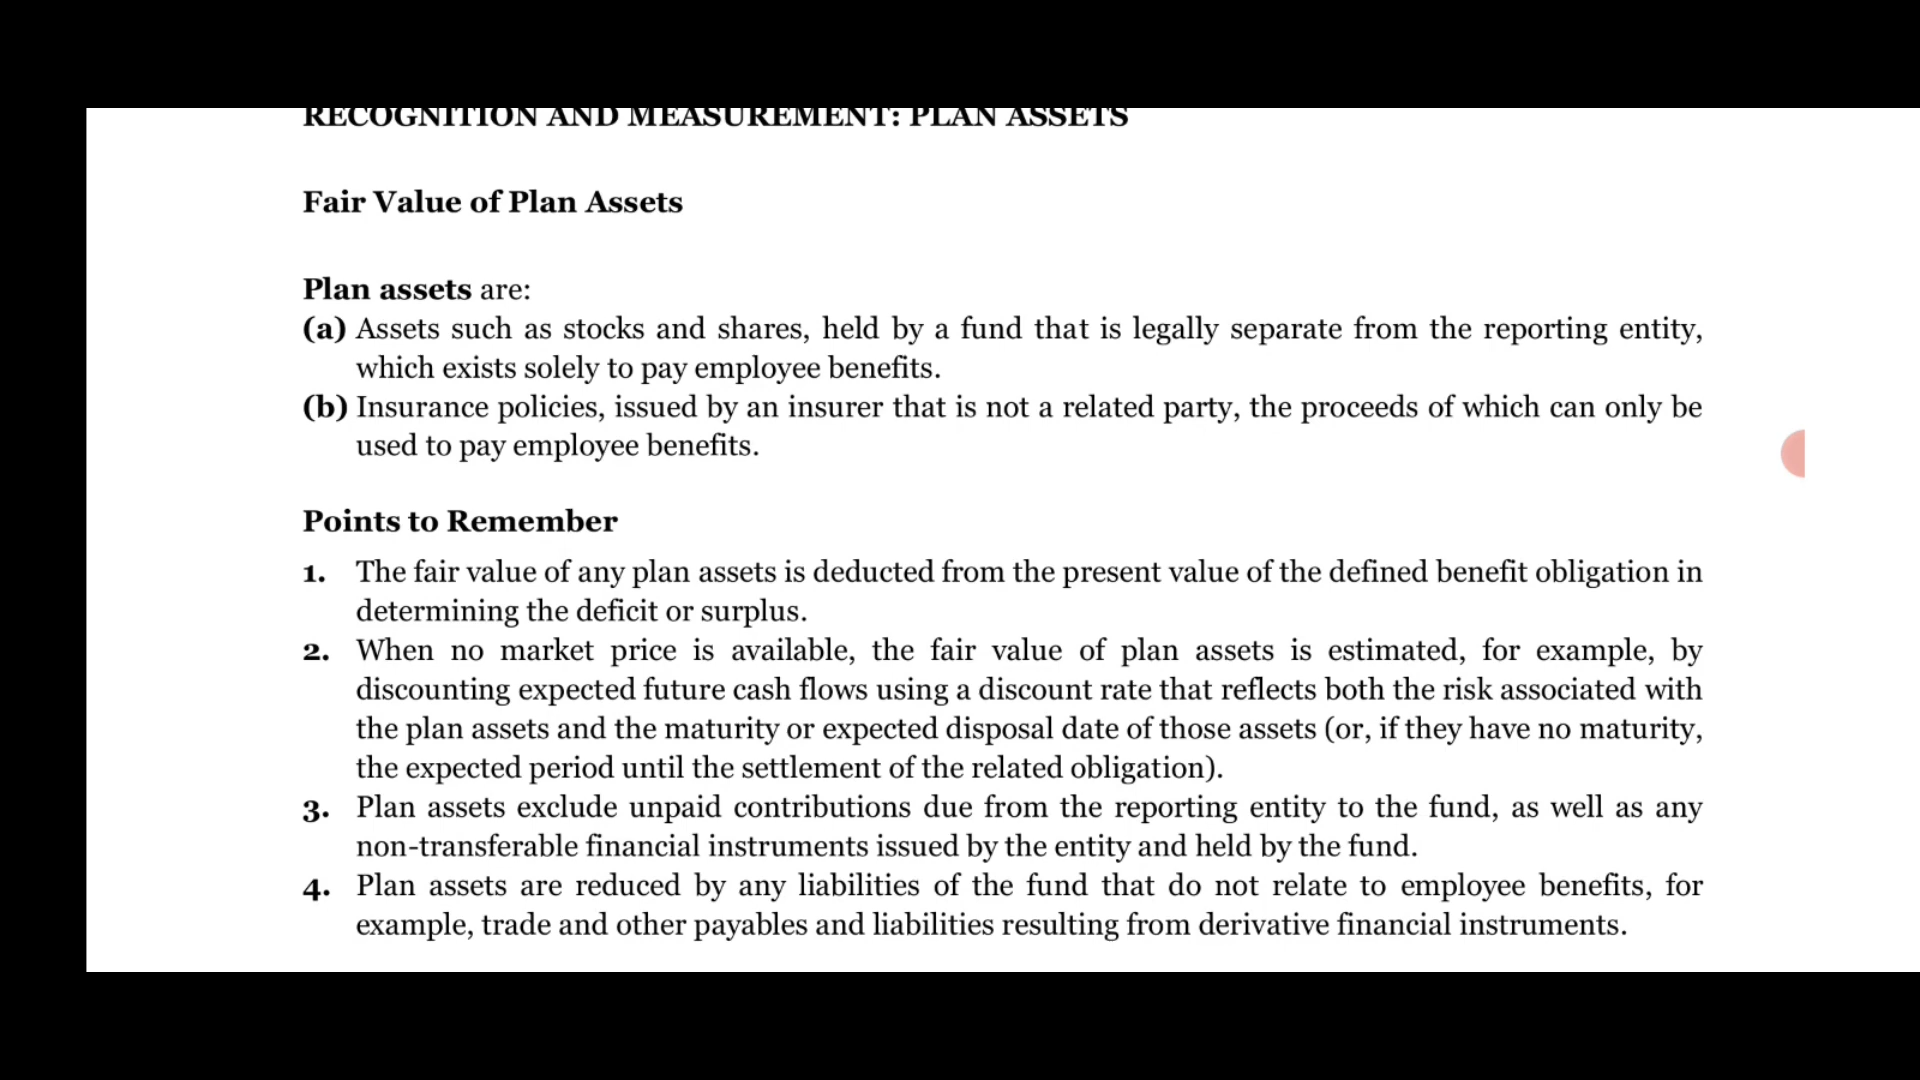 RECOGNITION AND MEASUREMENT: PLAN ASSETS
Fair Value of Plan Assets
Plan assets are:
(a) Assets such as stocks and shares, held by a fund that is legally separate from the reporting entity,
which exists solely to pay employee benefits.
(b) Insurance policies, issued by an insurer that is not a related party, the proceeds of which can only be
used to pay employee benefits.
Points to Remember
1. The fair value of any plan assets is deducted from the present value of the defined benefit obligation in
determining the deficit or surplus.
2. When no market price is available, the fair value of plan assets is estimated, for example, by
discounting expected future cash flows using a discount rate that reflects both the risk associated with
the plan assets and the maturity or expected disposal date of those assets (or, if they have no maturity,
the expected period until the settlement of the related obligation).
3. Plan assets exclude unpaid contributions due from the reporting entity to the fund, as well as any
non-transferable financial instruments issued by the entity and held by the fund.
4. Plan assets are reduced by any liabilities of the fund that do not relate to employee benefits, for
example, trade and other payables and liabilities resulting from derivative financial instruments.